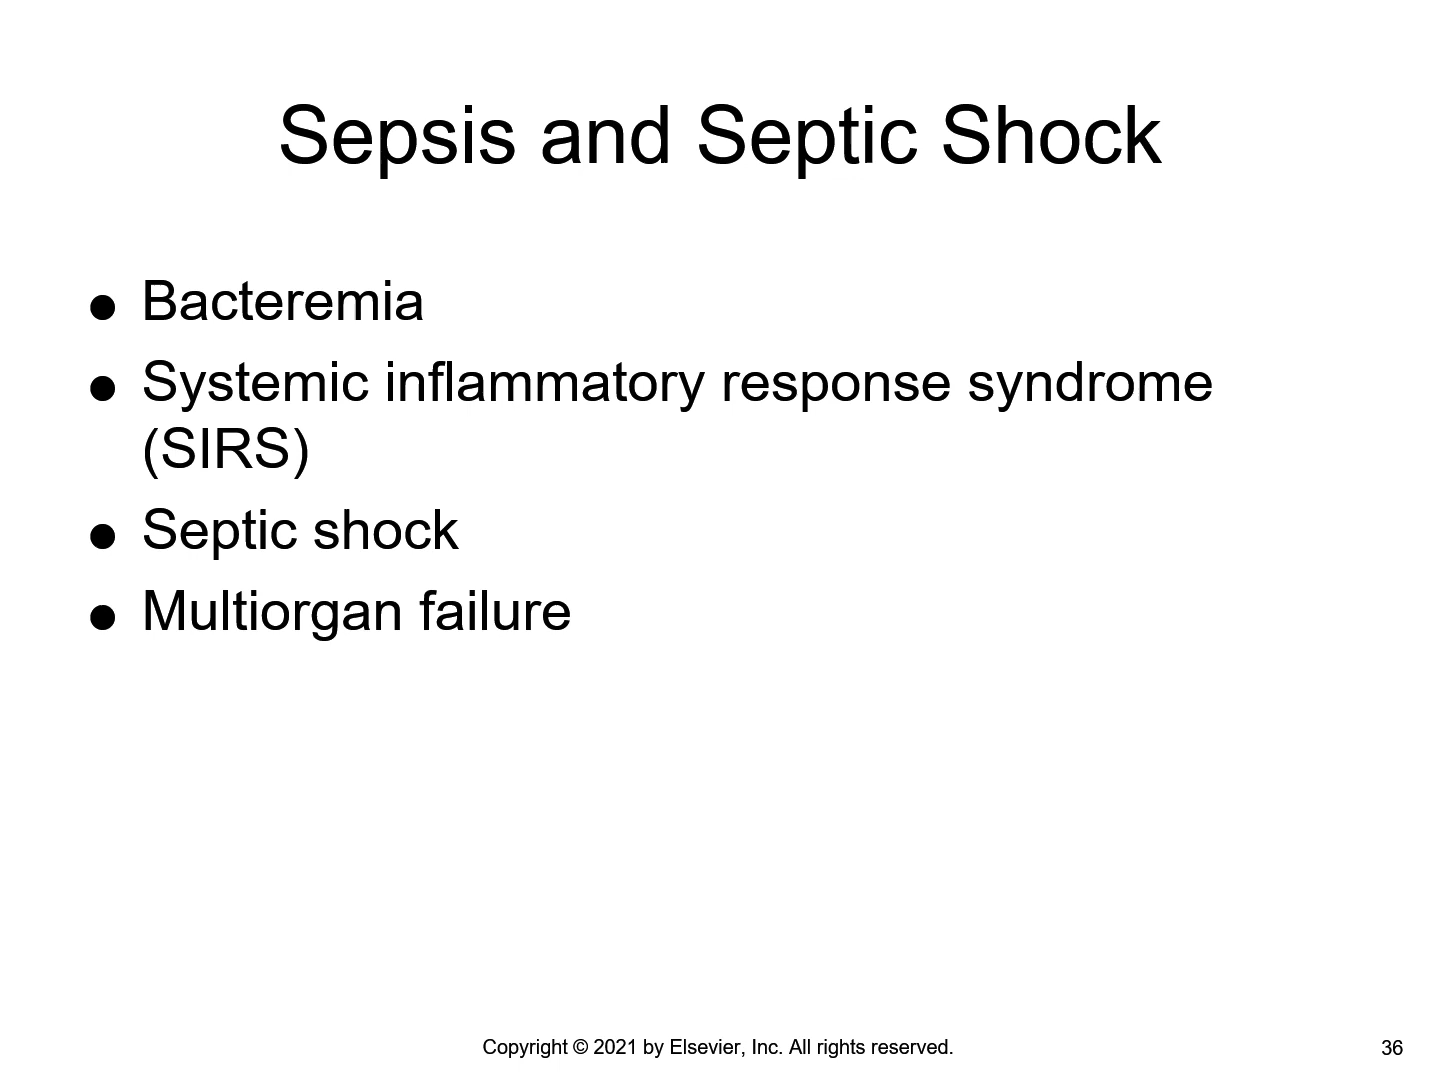 Sepsis and Septic Shock
● Bacteremia
● Systemic inflammatory response syndrome
(SIRS)
● Septic shock
● Multiorgan failure
Copyright © 2021 by Elsevier, Inc. All rights reserved.
36